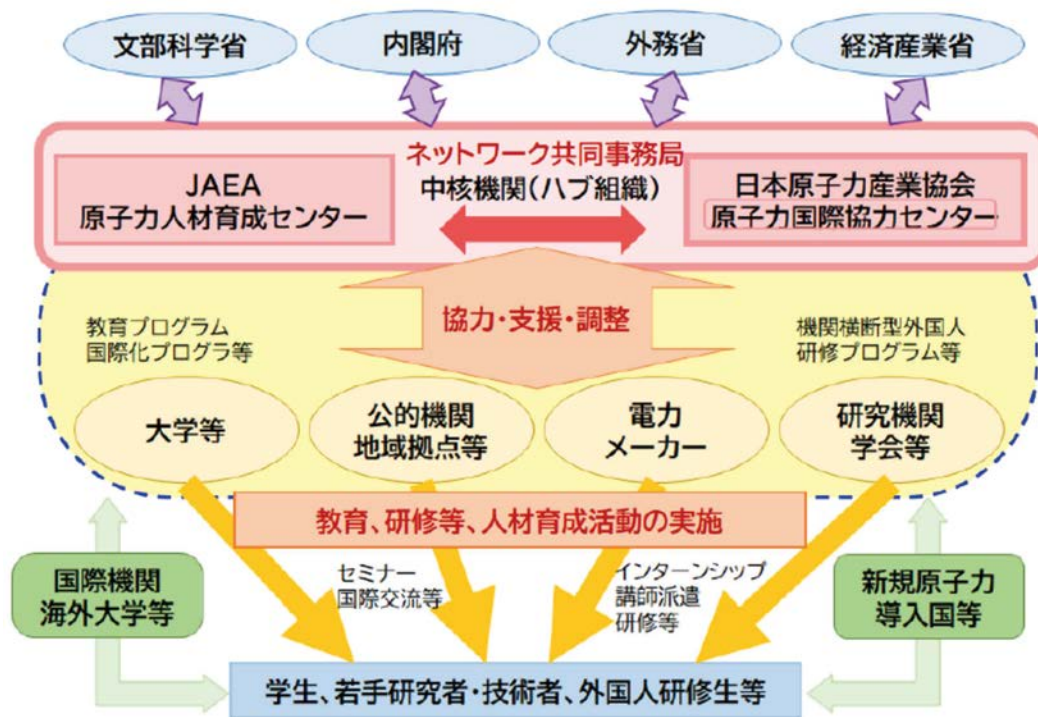 文部科学省
内閣府
外務省
経済産業省
ネットワーク共同事務局
中核機関(ハブ組織)
JAEA
原子力人材育成センター
日本原子力産業協会
原子力国際協力センター
協力・支援・調整
教育プログラム
国際化プログラ等
機関横断型外国人
研修プログラム等
大学等
公的機関
地域拠点等
電力
メーカー
研究機関
学会等
教育、研修等、人材育成活動の実施
セミナー
国際交流等
インターンシップ
講師派遣
研修等
国際機関
海外大学等
新規原子力
導入国等
学生、若手研究者・技術者、外国人研修生等